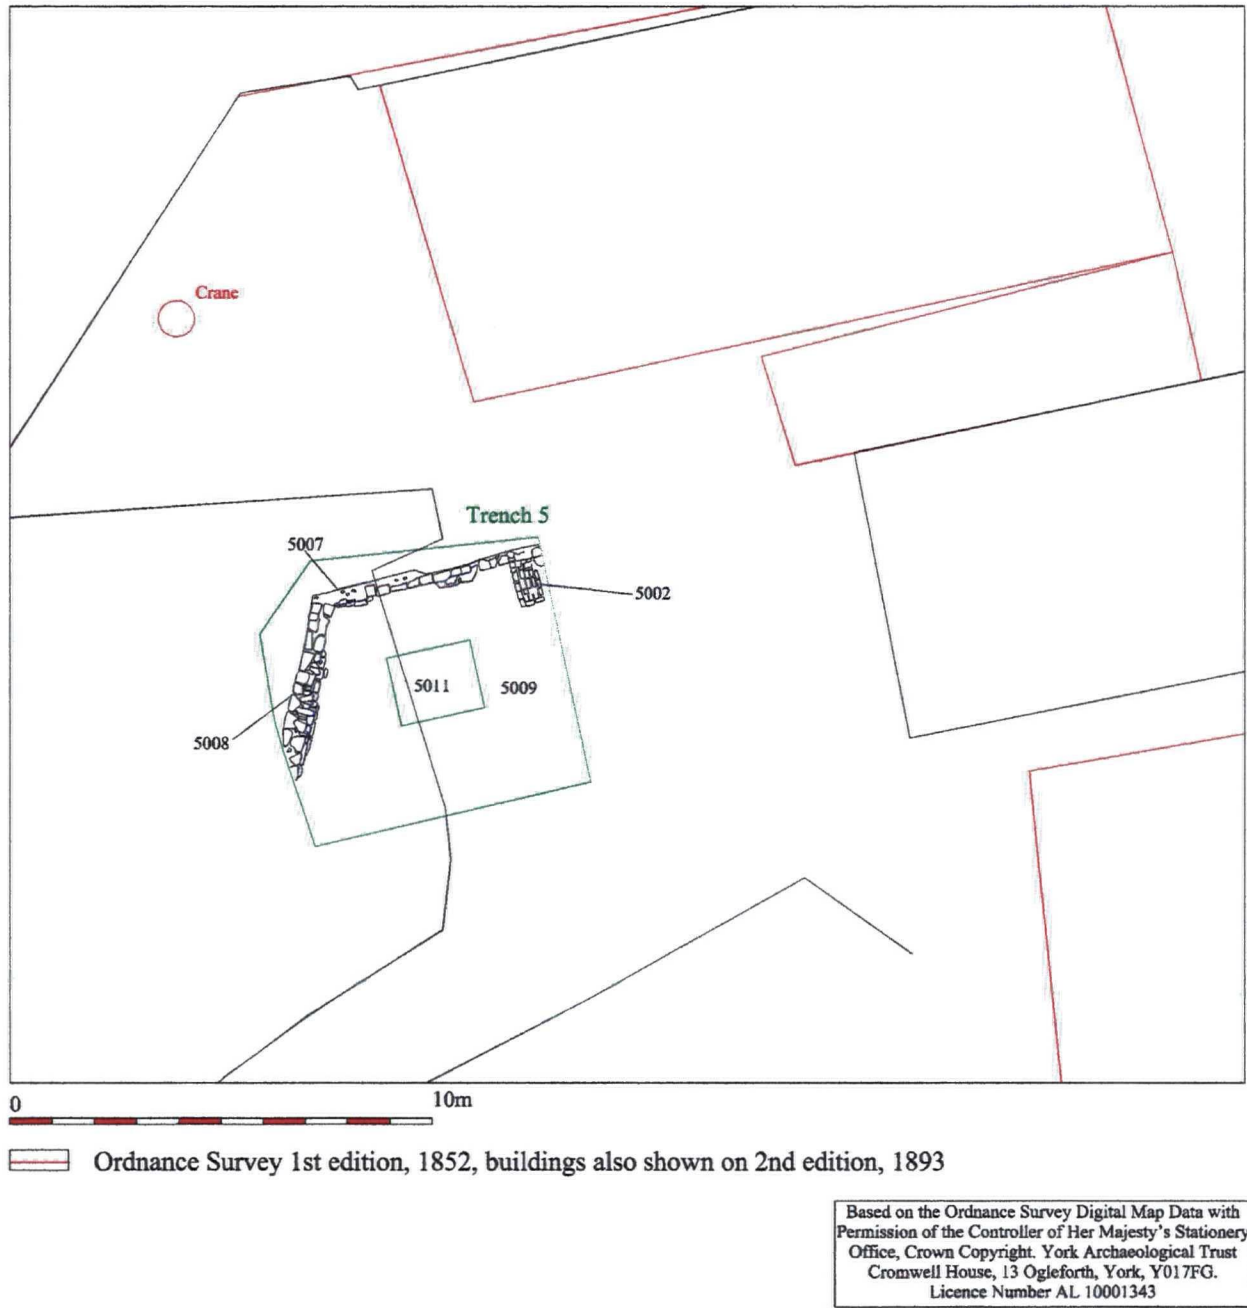 Crane
Trench 5
5007
5002
5011
5009
5008
0
10m
Ordnance Survey 1st edition, 1852, buildings also shown on 2nd edition, 1893
Based on the Ordnance Survey Digital Map Data with
Permission of the Controller of Her Majesty's Stationery
Office, Crown Copyright. York Archaeological Trust
Cromwell House, 13 Ogleforth, York, Y017FG.
Licence Number AL 10001343